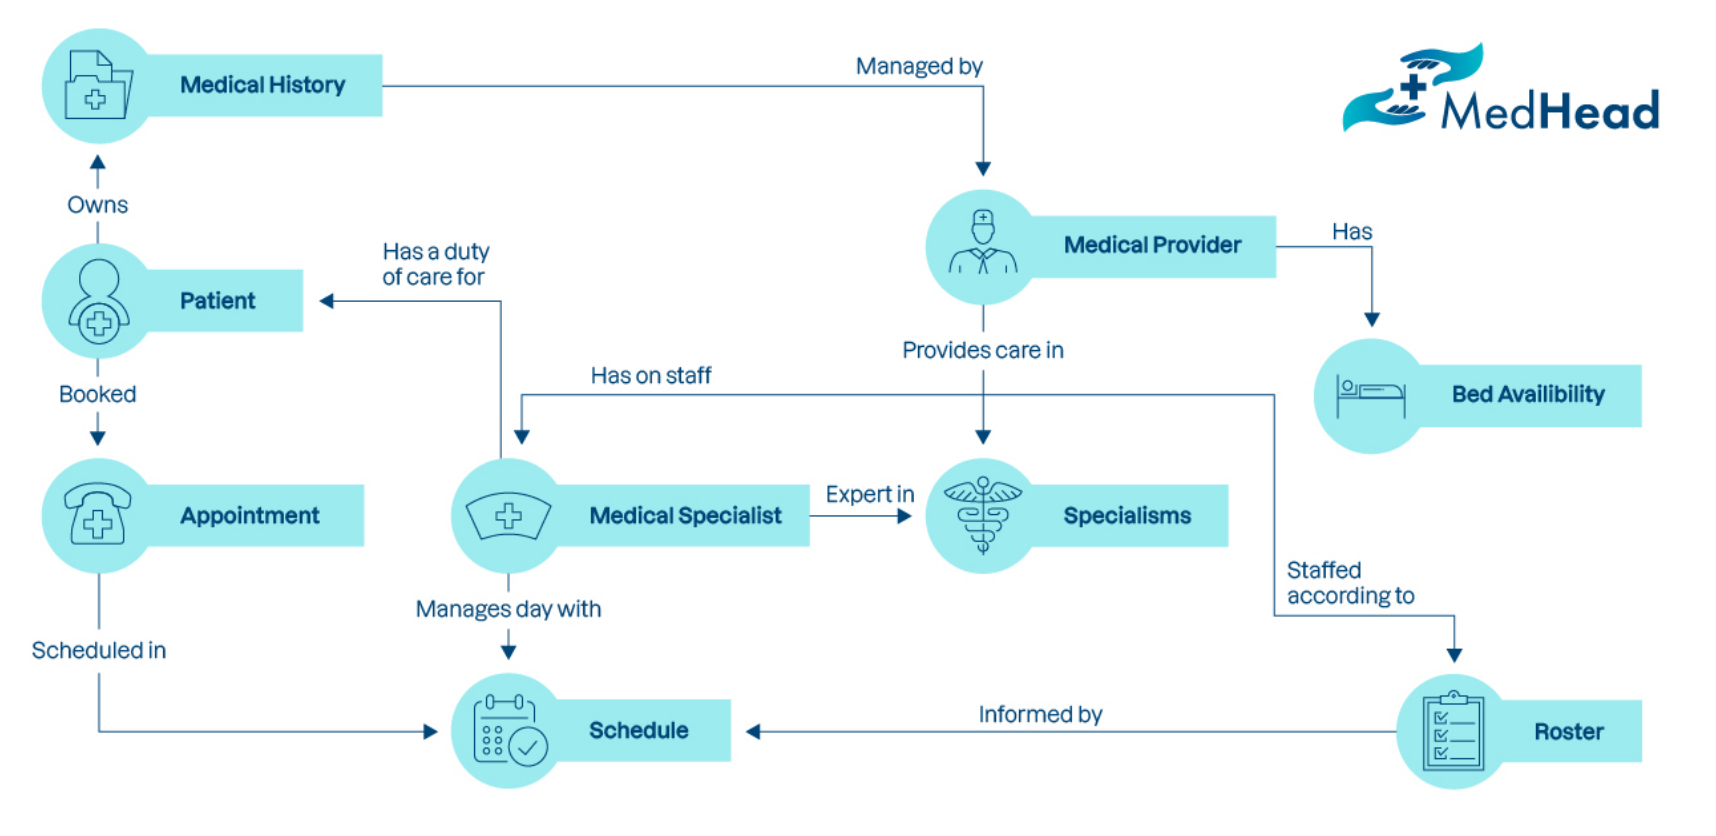 Medical History
Managed by
MedHead
Owns
Has a duty
of care for
Medical Provider
Has
Patient
Provides care in
Has on staff
Booked
Bed Availibility
Appointment
Medical Specialist
Expert in
Specialisms
Staffed
according to
Manages day with
Scheduled in
Schedule
Informed by
Roster